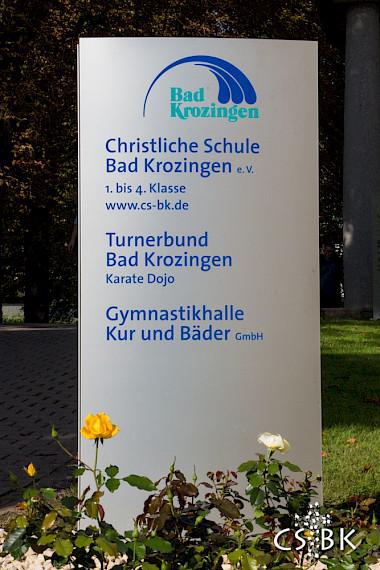 Bad
Krozingen
Christliche Schule
Bad Krozingen e. V.
1. bis 4. Klasse
www.cs-bk.de
Turnerbund
Bad Krozingen
Karate Dojo
Gymnastikhalle
Kur und Bäder GmbH
CS BK